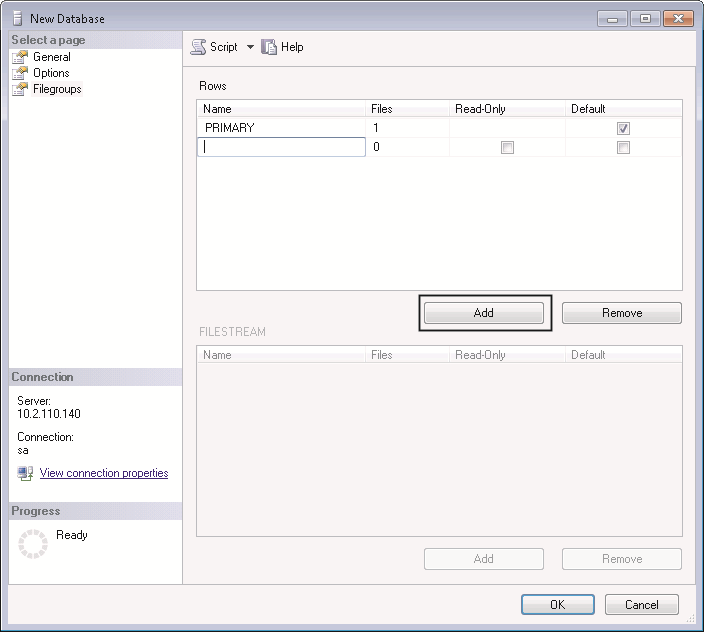 New Database
Select a page
General
Options
Filegroups
Script Help
Rows
Name Files Read-Only Default
PRIMARY 1
0
Add Remove
FILESTREAM
Name Files Read-Only Default
Add Remove
Connection
Server:
10.2.110.140
Connection:
sa
View connection properties
Progress
Ready
OK Cancel